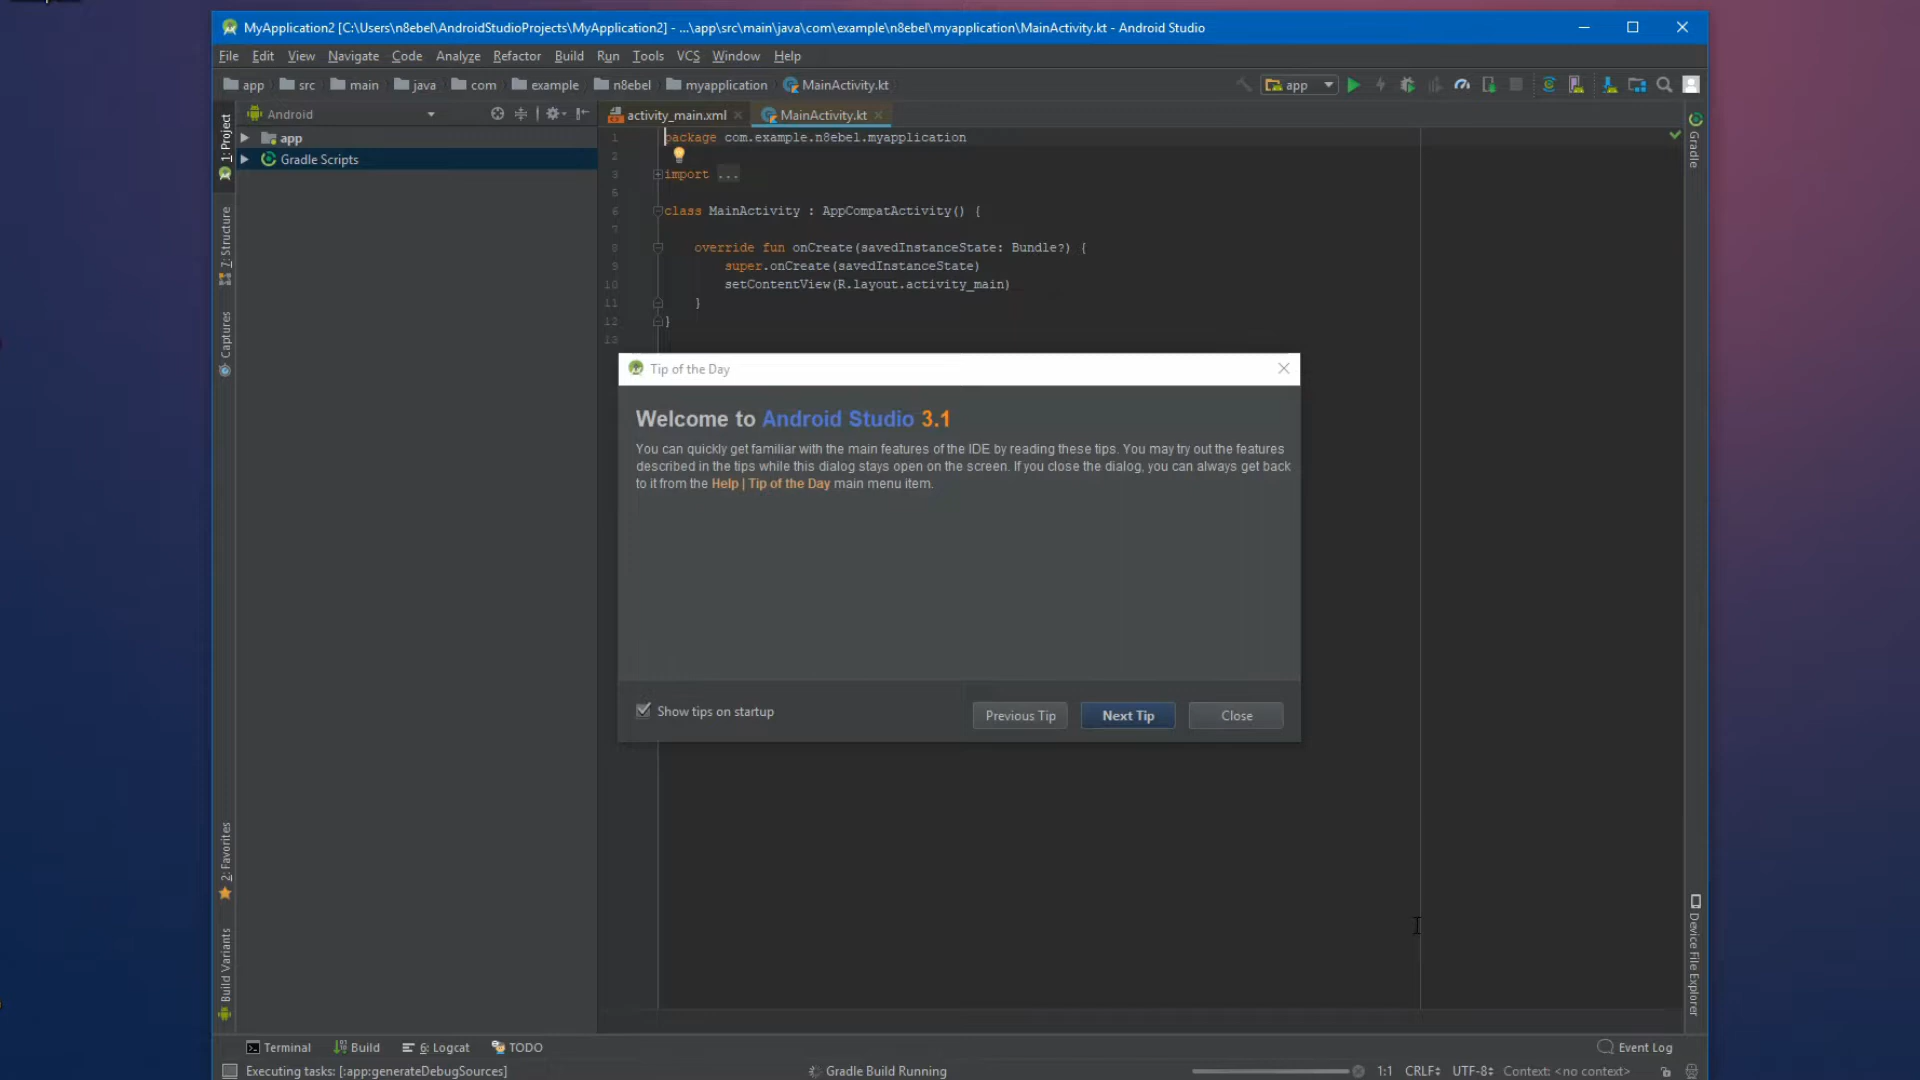 MyApplication2 [C:\Users\n8ebel\AndroidStudioProjects\MyApplication2] - ...\app\src\main\java\com\example\n8ebel\myapplication\MainActivity.kt - Android Studio
File Edit View Navigate Code Analyze Refactor Build Run Tools VCS Window Help
app src main java com example n8ebel myapplication MainActivity.kt app
Android
activity_main.xml MainActivity.kt
app
Gradle Scripts
1: Project
7: Structure
Captures
2: Favorites
Build Variants
1 package com.example.n8ebel.myapplication
2
3 import ...
6
6 class MainActivity : AppCompatActivity() {
7
8 override fun onCreate(savedInstanceState: Bundle?) {
9 super.onCreate(savedInstanceState)
10 setContentView(R.layout.activity_main)
11 }
12 }
13
Tip of the Day
Welcome to Android Studio 3.1
You can quickly get familiar with the main features of the IDE by reading these tips. You may try out the features
described in the tips while this dialog stays open on the screen. If you close the dialog, you can always get back
to it from the Help | Tip of the Day main menu item.
Show tips on startup
Previous Tip Next Tip Close
Gradle
Device File Explorer
Terminal Build 6: Logcat TODO Event Log
Executing tasks: [:app:generateDebugSources] Gradle Build Running 1:1 CRLF UTF-8 Context: <no context>